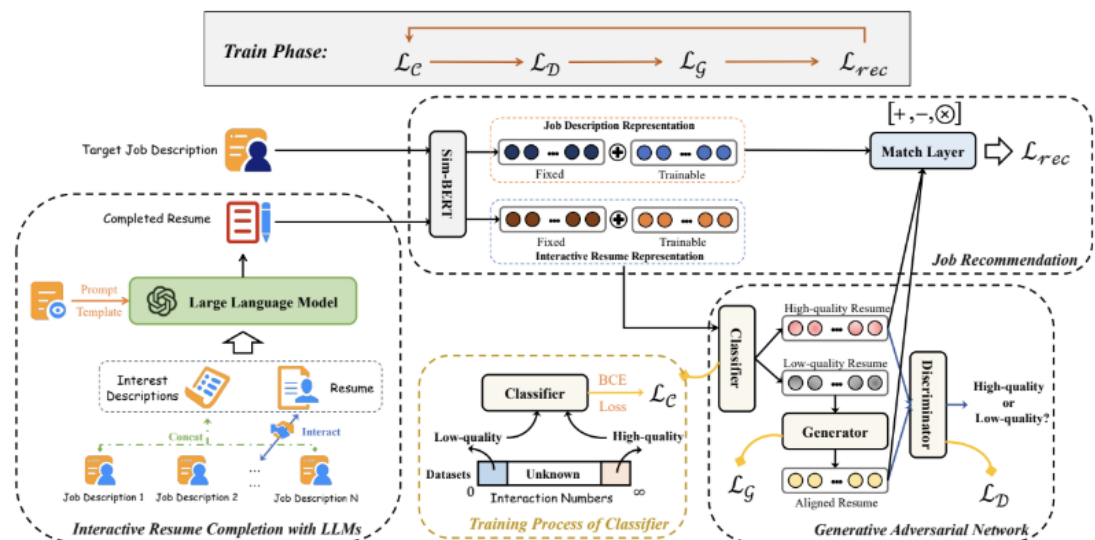 Train Phase:
ℒ_C
ℒ_D
ℒ_G
ℒ_rec
Target Job Description
Completed Resume
Prompt
Template
Large Language Model
Interest
Descriptions
Resume
Concat
Interact
...
Job Description 1
Job Description 2
Job Description N
Interactive Resume Completion with LLMs
Sim-BERT
Job Description Representation
...
...
Fixed
Trainable
...
...
Fixed
Trainable
Interactive Resume Representation
[+,−,⊗]
Match Layer
ℒ_rec
Job Recommendation
Classifier
BCE
Loss
ℒ_C
Low-quality
High-quality
Datasets
Unknown
0
Interaction Numbers
∞
Training Process of Classifier
Classifier
High-quality Resume
...
Low-quality Resume
...
Generator
ℒ_G
...
Aligned Resume
Discriminator
High-quality
or
Low-quality?
ℒ_D
Generative Adversarial Network